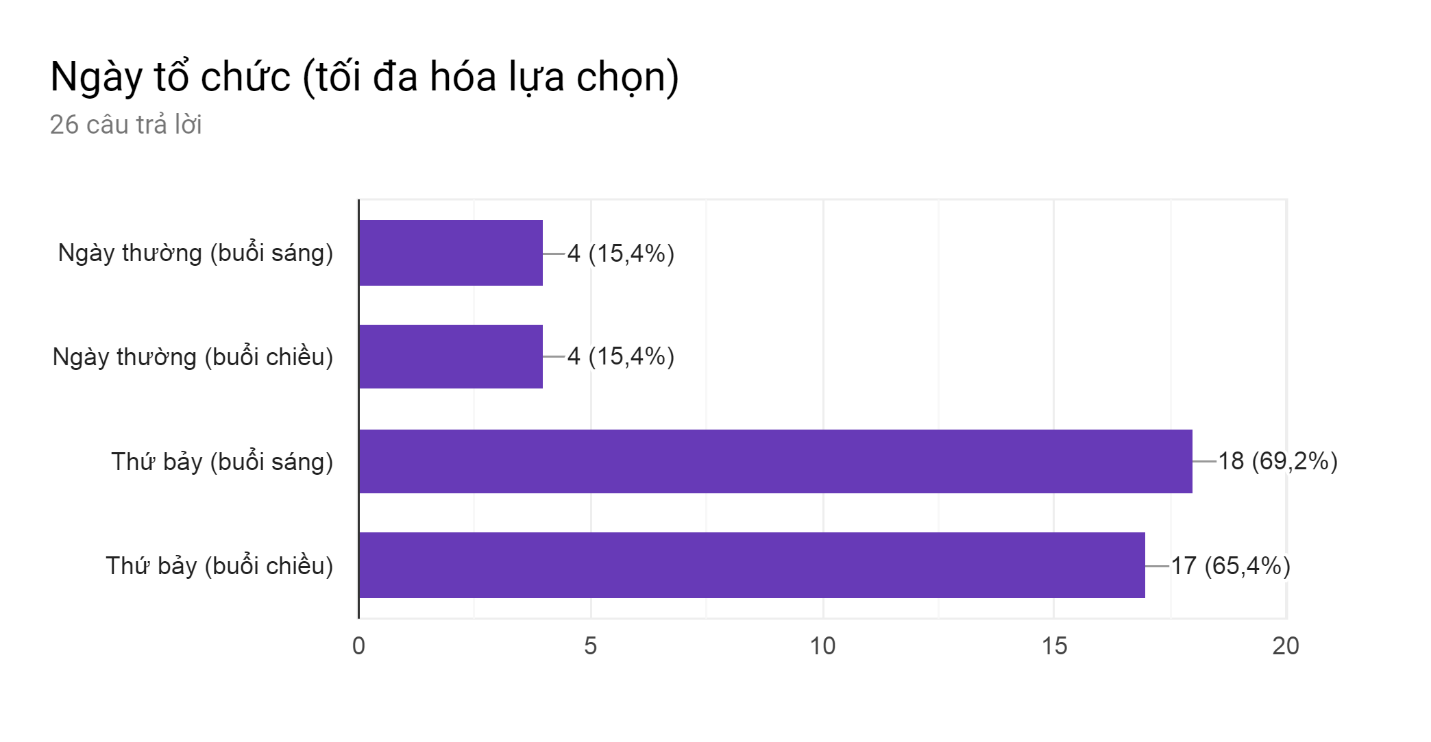 Ngày tổ chức (tối đa hóa lựa chọn)
26 câu trả lời
Ngày thường (buổi sáng)
4 (15,4%)
Ngày thường (buổi chiều)
4 (15,4%)
Thứ bảy (buổi sáng)
18 (69,2%)
Thứ bảy (buổi chiều)
17 (65,4%)
0 5 10 15 20